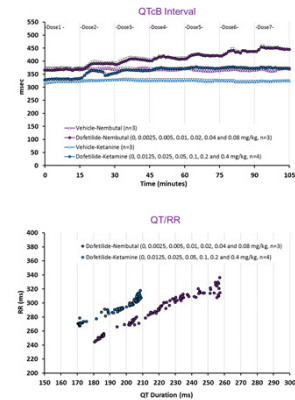 QTcB Interval
-Dose1 - -Dose2- -Dose3- -Dose4- -Dose5- -Dose6- -Dose7-
550
500
450
400
350
300
250
200
150
100
50
0
msec
Vehicle-Nembutal (n=3)
Dofetilide-Nembutal (0, 0.0025, 0.005, 0.01, 0.02, 0.04 and 0.08 mg/kg, n=3)
Vehicle-Ketamine (n=3)
Dofetilide-Ketamine (0, 0.0125, 0.025, 0.05, 0.1, 0.2 and 0.4 mg/kg, n=4)
0 15 30 45 60 75 90 105
Time (minutes)
QT/RR
400
380
360
340
320
300
280
260
240
220
200
RR (ms)
Dofetilide-Nembutal (0, 0.0025, 0.005, 0.01, 0.02, 0.04 and 0.08 mg/kg, n=3)
Dofetilide-Ketamine (0, 0.0125, 0.025, 0.05, 0.1, 0.2 and 0.4 mg/kg, n=4)
150 160 170 180 190 200 210 220 230 240 250 260 270 280 290 300
QT Duration (ms)